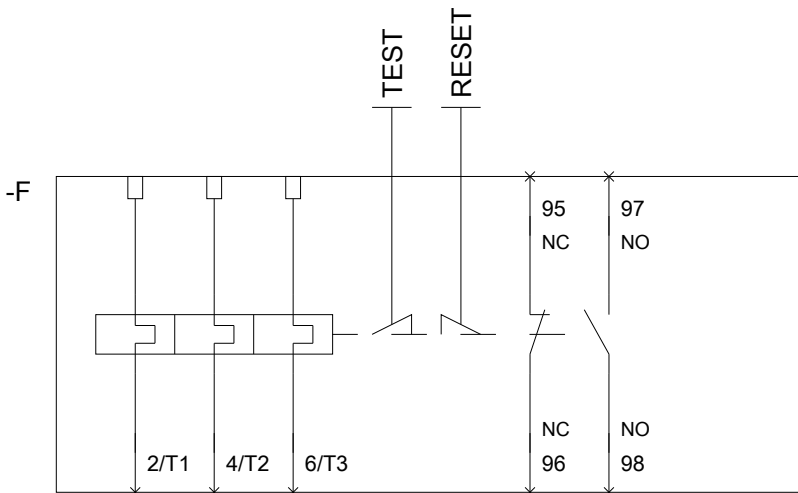 TEST
RESET
-F
95
97
NC
NO
NC
NO
2/T1
4/T2
6/T3
96
98